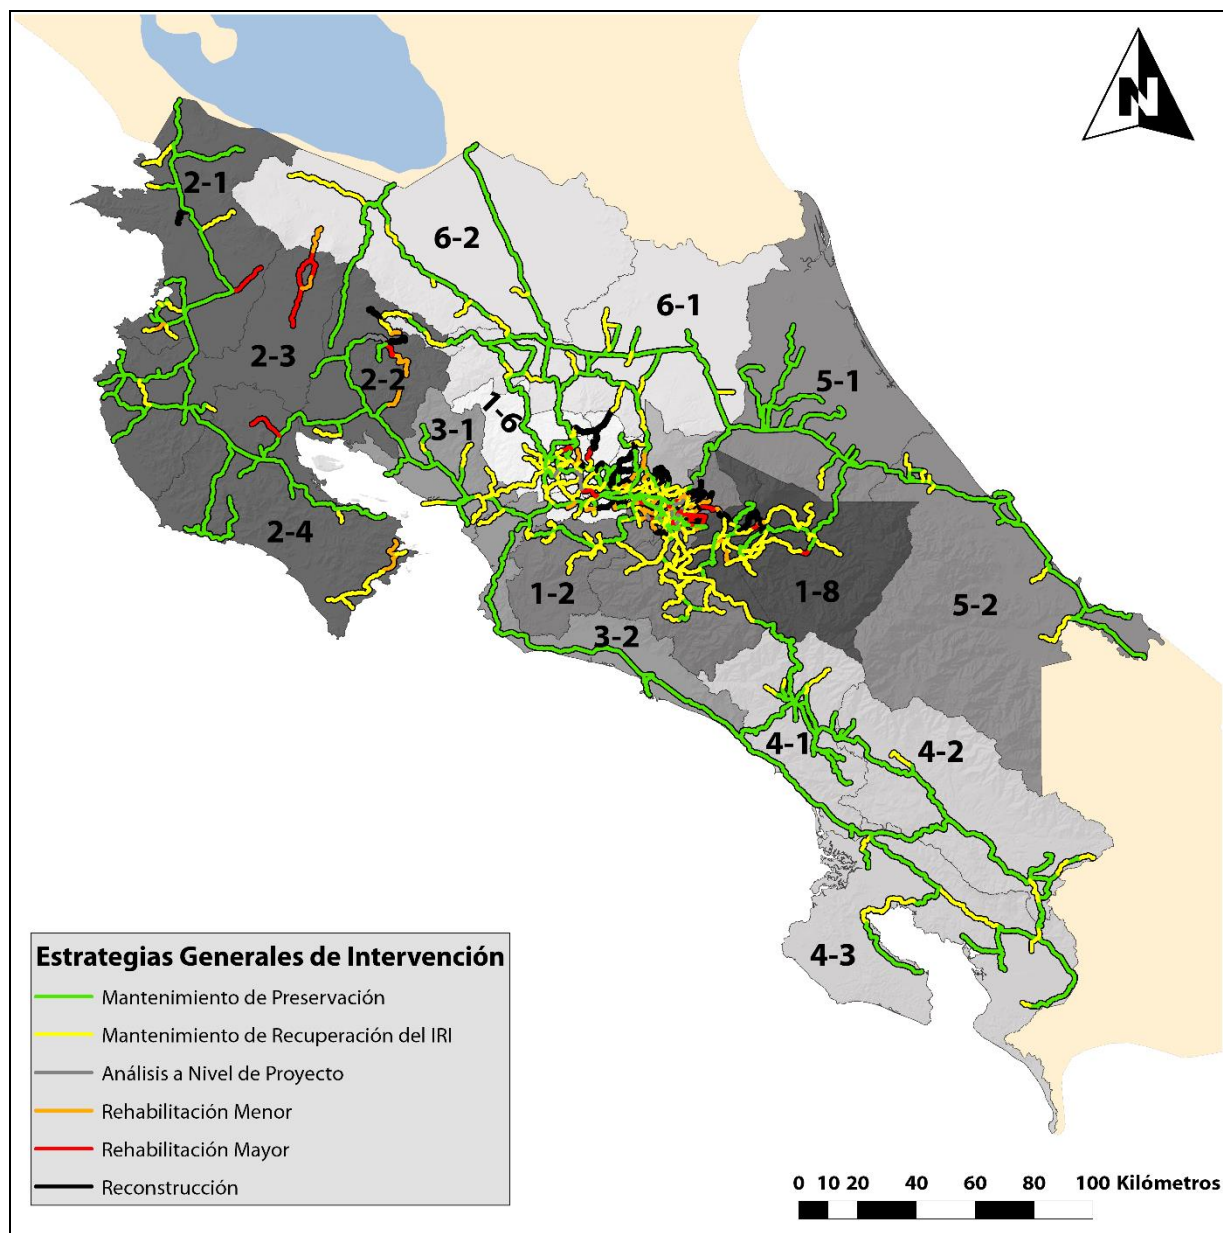 N
2-1
6-2
6-1
2-3
2-2
5-1
1-6
3-1
2-4
1-2
1-8
5-2
3-2
4-1
4-2
4-3
Estrategias Generales de Intervención
Mantenimiento de Preservación
Mantenimiento de Recuperación del IRI
Análisis a Nivel de Proyecto
Rehabilitación Menor
Rehabilitación Mayor
Reconstrucción
0 10 20 40 60 80 100 Kilómetros